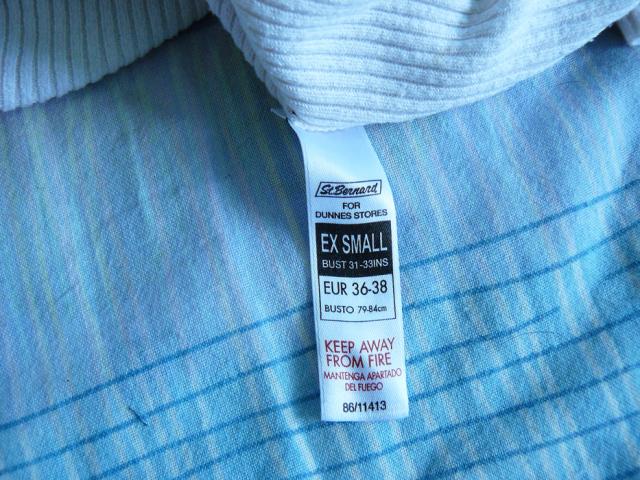 St.Bernard
FOR
DUNNES STORES
EX SMALL
BUST 31-33INS
EUR 36-38
BUSTO 79-84cm
KEEP AWAY
FROM FIRE
MANTENGA APARTADO
DEL FUEGO
86/11413